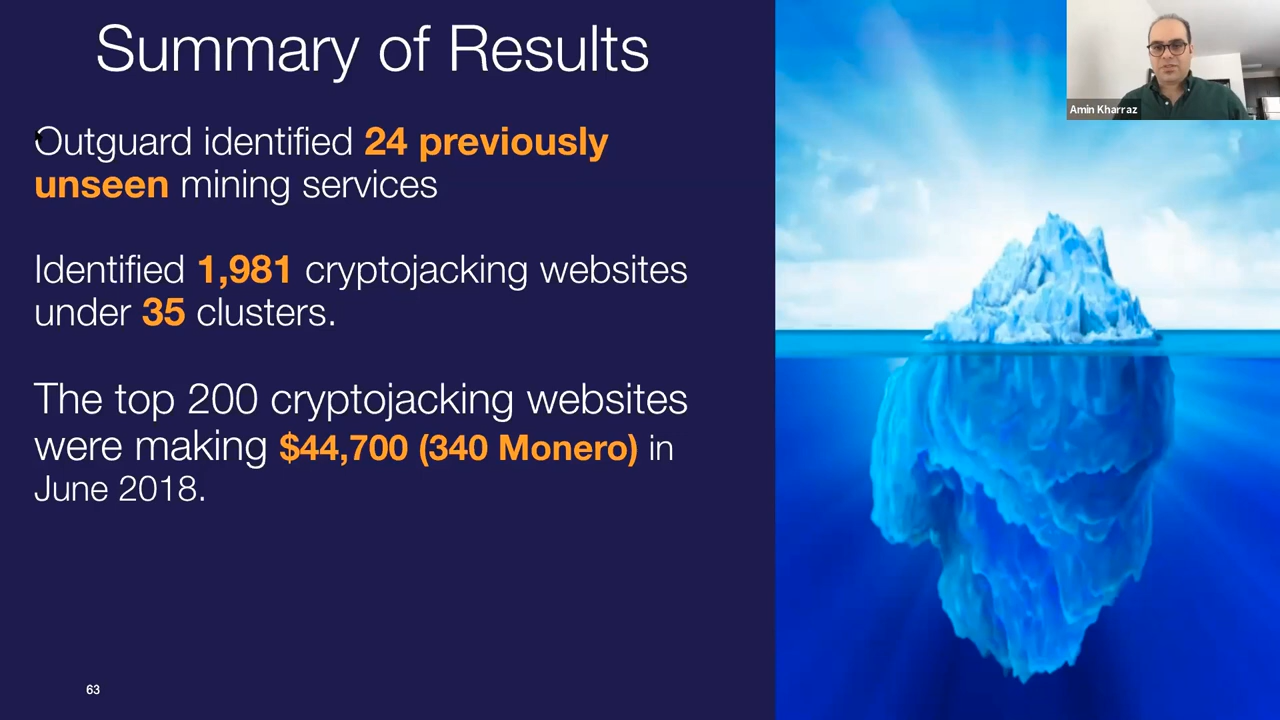 Summary of Results
Outguard identified 24 previously
unseen mining services
Identified 1,981 cryptojacking websites
under 35 clusters.
The top 200 cryptojacking websites
were making $44,700 (340 Monero) in
June 2018.
63
Amin Kharraz